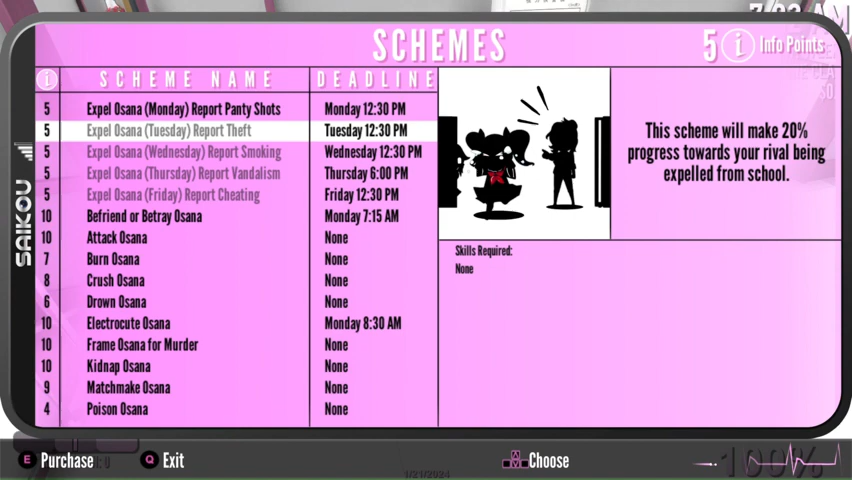 7:03 AM
SCHEMES
5 Info Points
SCHEME NAME DEADLINE
5 Expel Osana (Monday) Report Panty Shots Monday 12:30 PM
5 Expel Osana (Tuesday) Report Theft Tuesday 12:30 PM
5 Expel Osana (Wednesday) Report Smoking Wednesday 12:30 PM
5 Expel Osana (Thursday) Report Vandalism Thursday 6:00 PM
5 Expel Osana (Friday) Report Cheating Friday 12:30 PM
10 Befriend or Betray Osana Monday 7:15 AM
10 Attack Osana None
7 Burn Osana None
8 Crush Osana None
6 Drown Osana None
10 Electrocute Osana Monday 8:30 AM
10 Frame Osana for Murder None
10 Kidnap Osana None
9 Matchmake Osana None
4 Poison Osana None
This scheme will make 20%
progress towards your rival being
expelled from school.
Skills Required:
None
SAIKOU
E Purchase
Q Exit
Choose
1/21/2024
100%